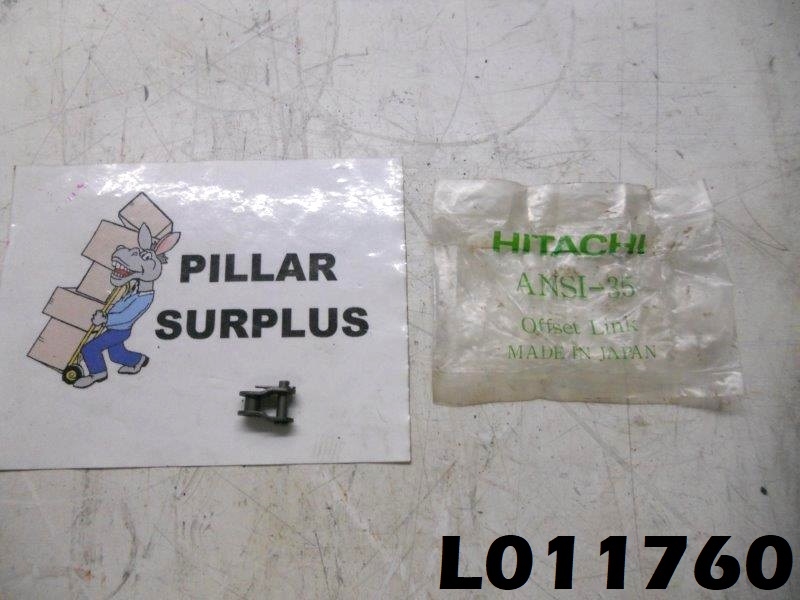 PILLAR
SURPLUS
HITACHI
ANSI-35
Offset Link
MADE IN JAPAN
L011760